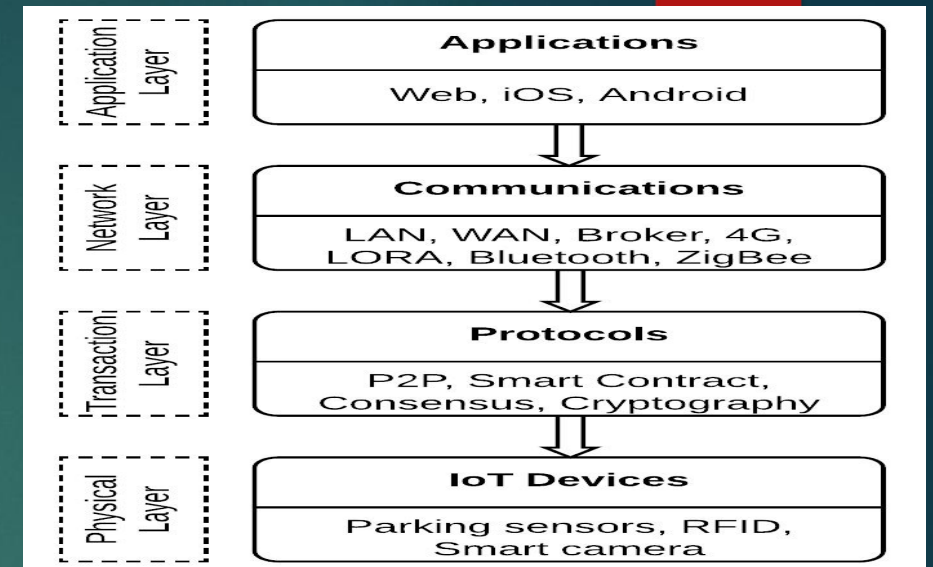 Application
Layer
Applications
Web, iOS, Android
Network
Layer
Communications
LAN, WAN, Broker, 4G,
LORA, Bluetooth, ZigBee
Transaction
Layer
Protocols
P2P, Smart Contract,
Consensus, Cryptography
Physical
Layer
IoT Devices
Parking sensors, RFID,
Smart camera